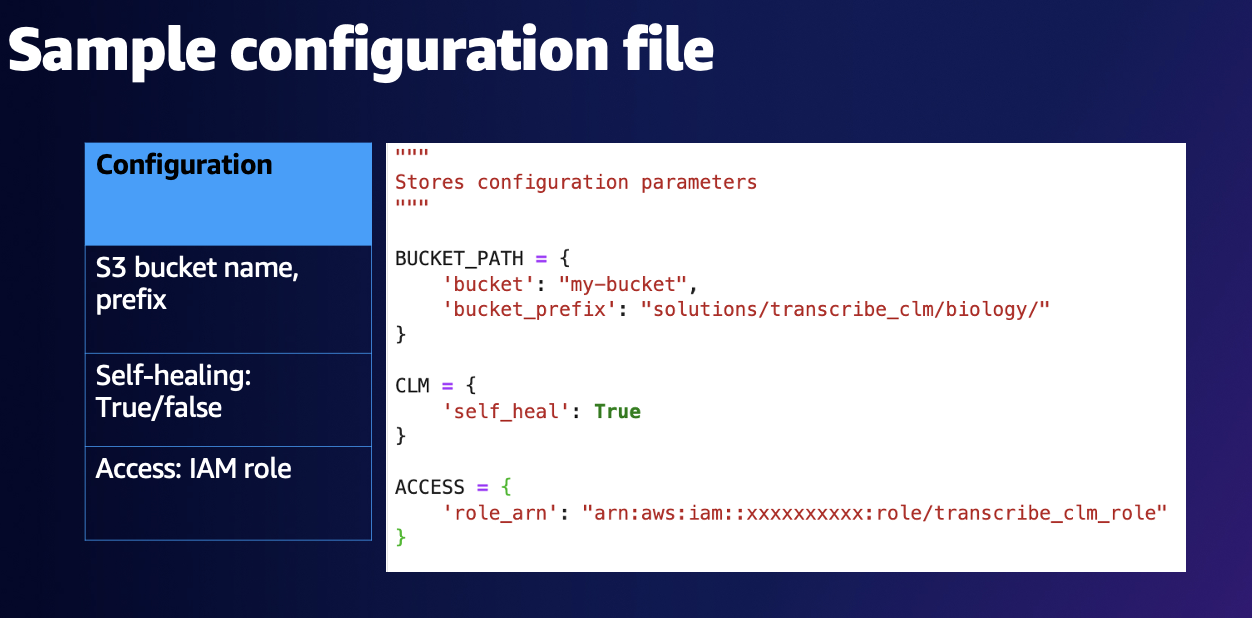 Sample configuration file
Configuration
S3 bucket name,
prefix
Self-healing:
True/false
Access: IAM role
"""
Stores configuration parameters
"""
BUCKET_PATH = {
    'bucket': "my-bucket",
    'bucket_prefix': "solutions/transcribe_clm/biology/"
}
CLM = {
    'self_heal': True
}
ACCESS = {
    'role_arn': "arn:aws:iam::xxxxxxxxxx:role/transcribe_clm_role"
}